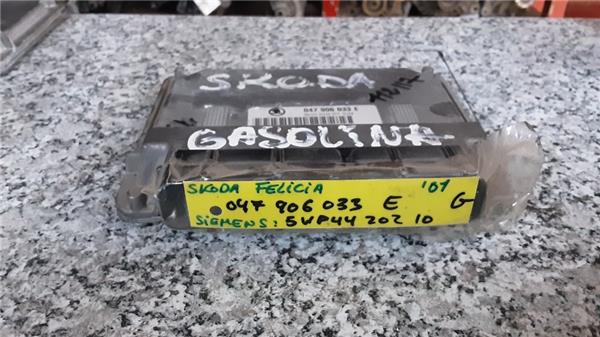 SKODA
047 906 033 E
GASOLINA
SKODA FELICIA '01
047 906 033 E G
SiEMENS: 5WP44 202 10